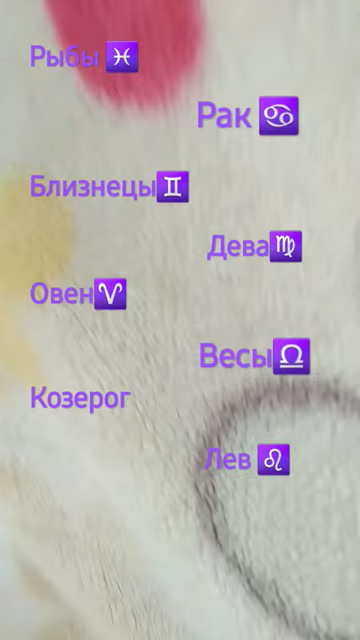 Рыбы ♓
Рак ♋
Близнецы♊
Дева♍
Овен♈
Весы♎
Козерог
Лев ♌